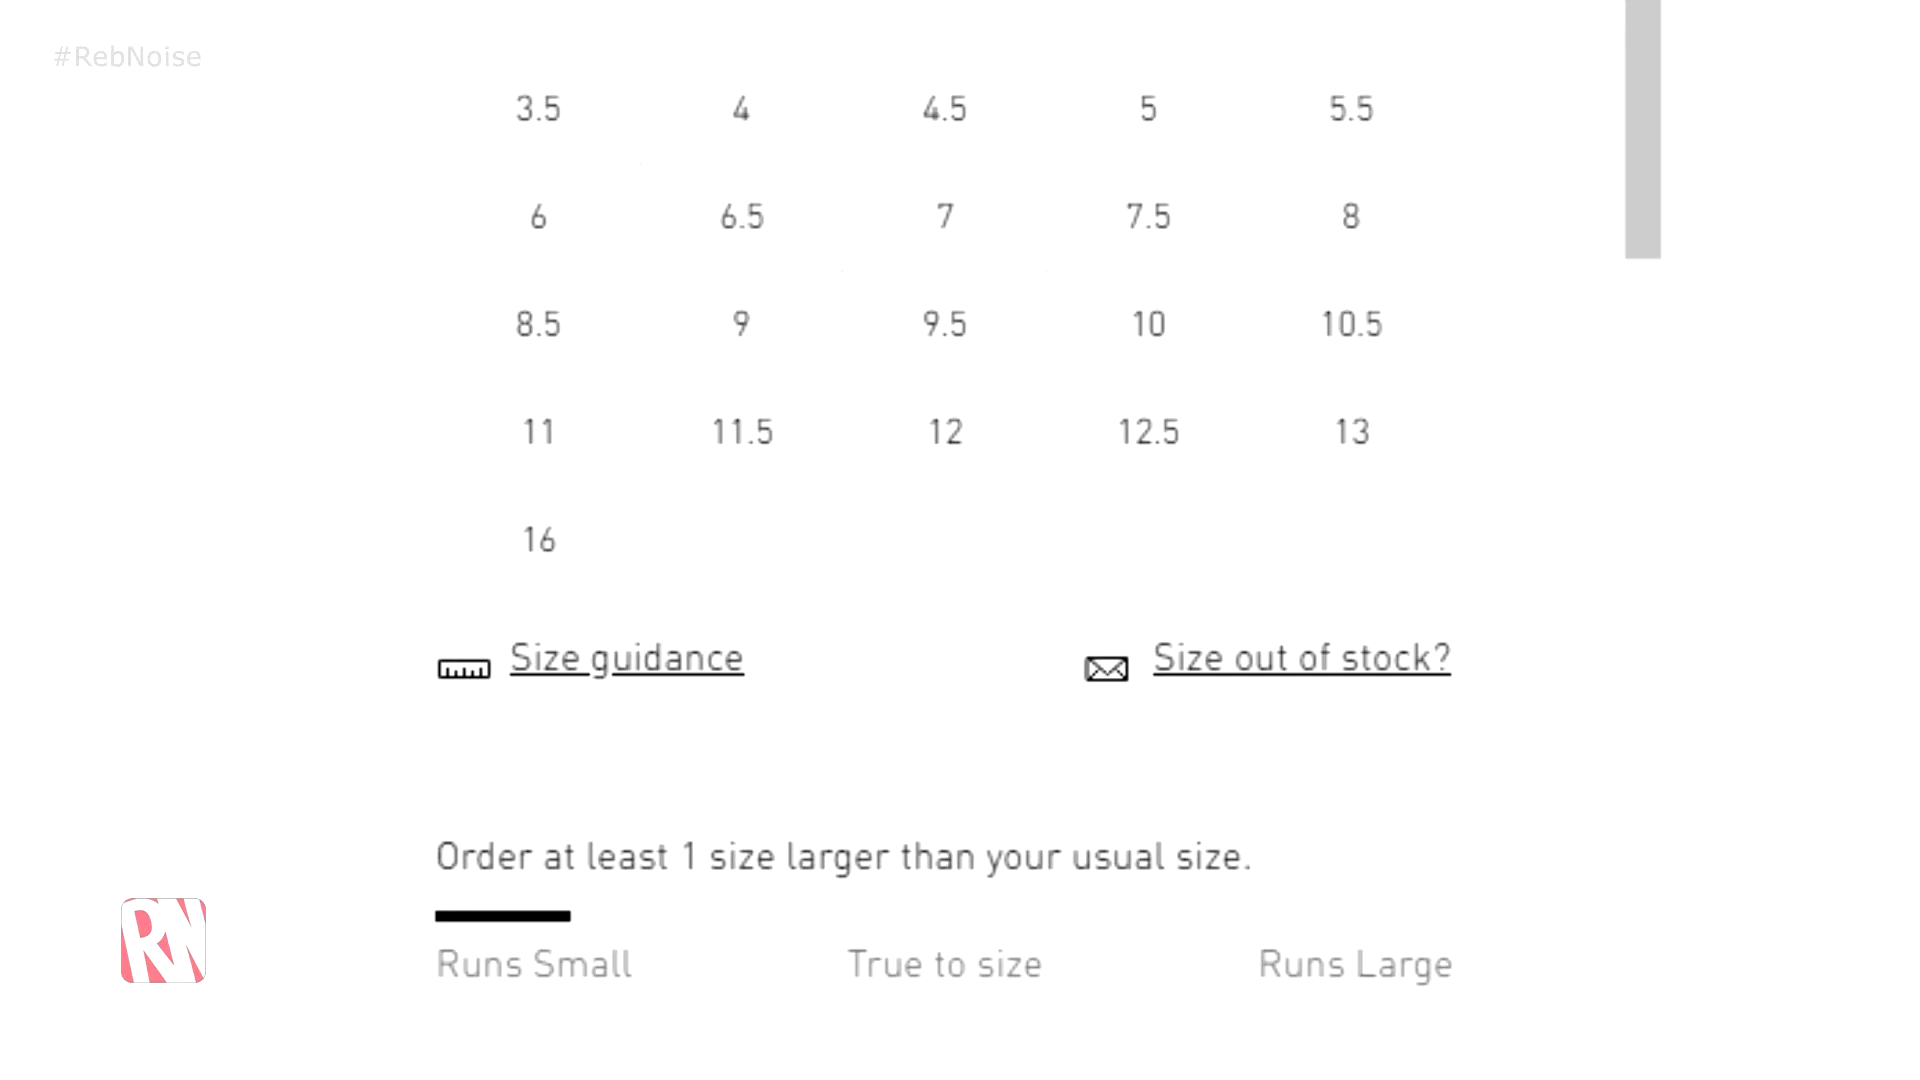 #RebNoise
3.5 4 4.5 5 5.5
6 6.5 7 7.5 8
8.5 9 9.5 10 10.5
11 11.5 12 12.5 13
16
Size guidance Size out of stock?
Order at least 1 size larger than your usual size.
Runs Small True to size Runs Large
RN